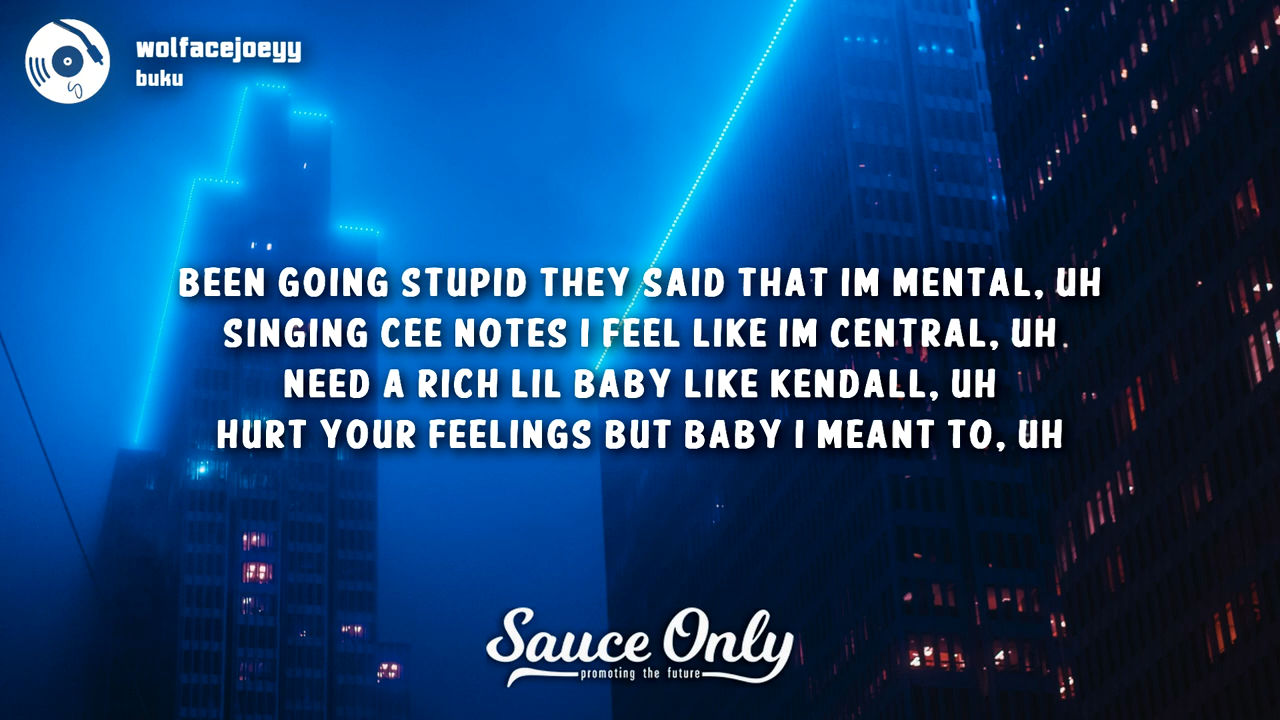 wolfacejoeyy
buku
BEEN GOING STUPID THEY SAID THAT IM MENTAL, UH
SINGING CEE NOTES I FEEL LIKE IM CENTRAL, UH
NEED A RICH LIL BABY LIKE KENDALL, UH
HURT YOUR FEELINGS BUT BABY I MEANT TO, UH
Sauce Only
promoting the future